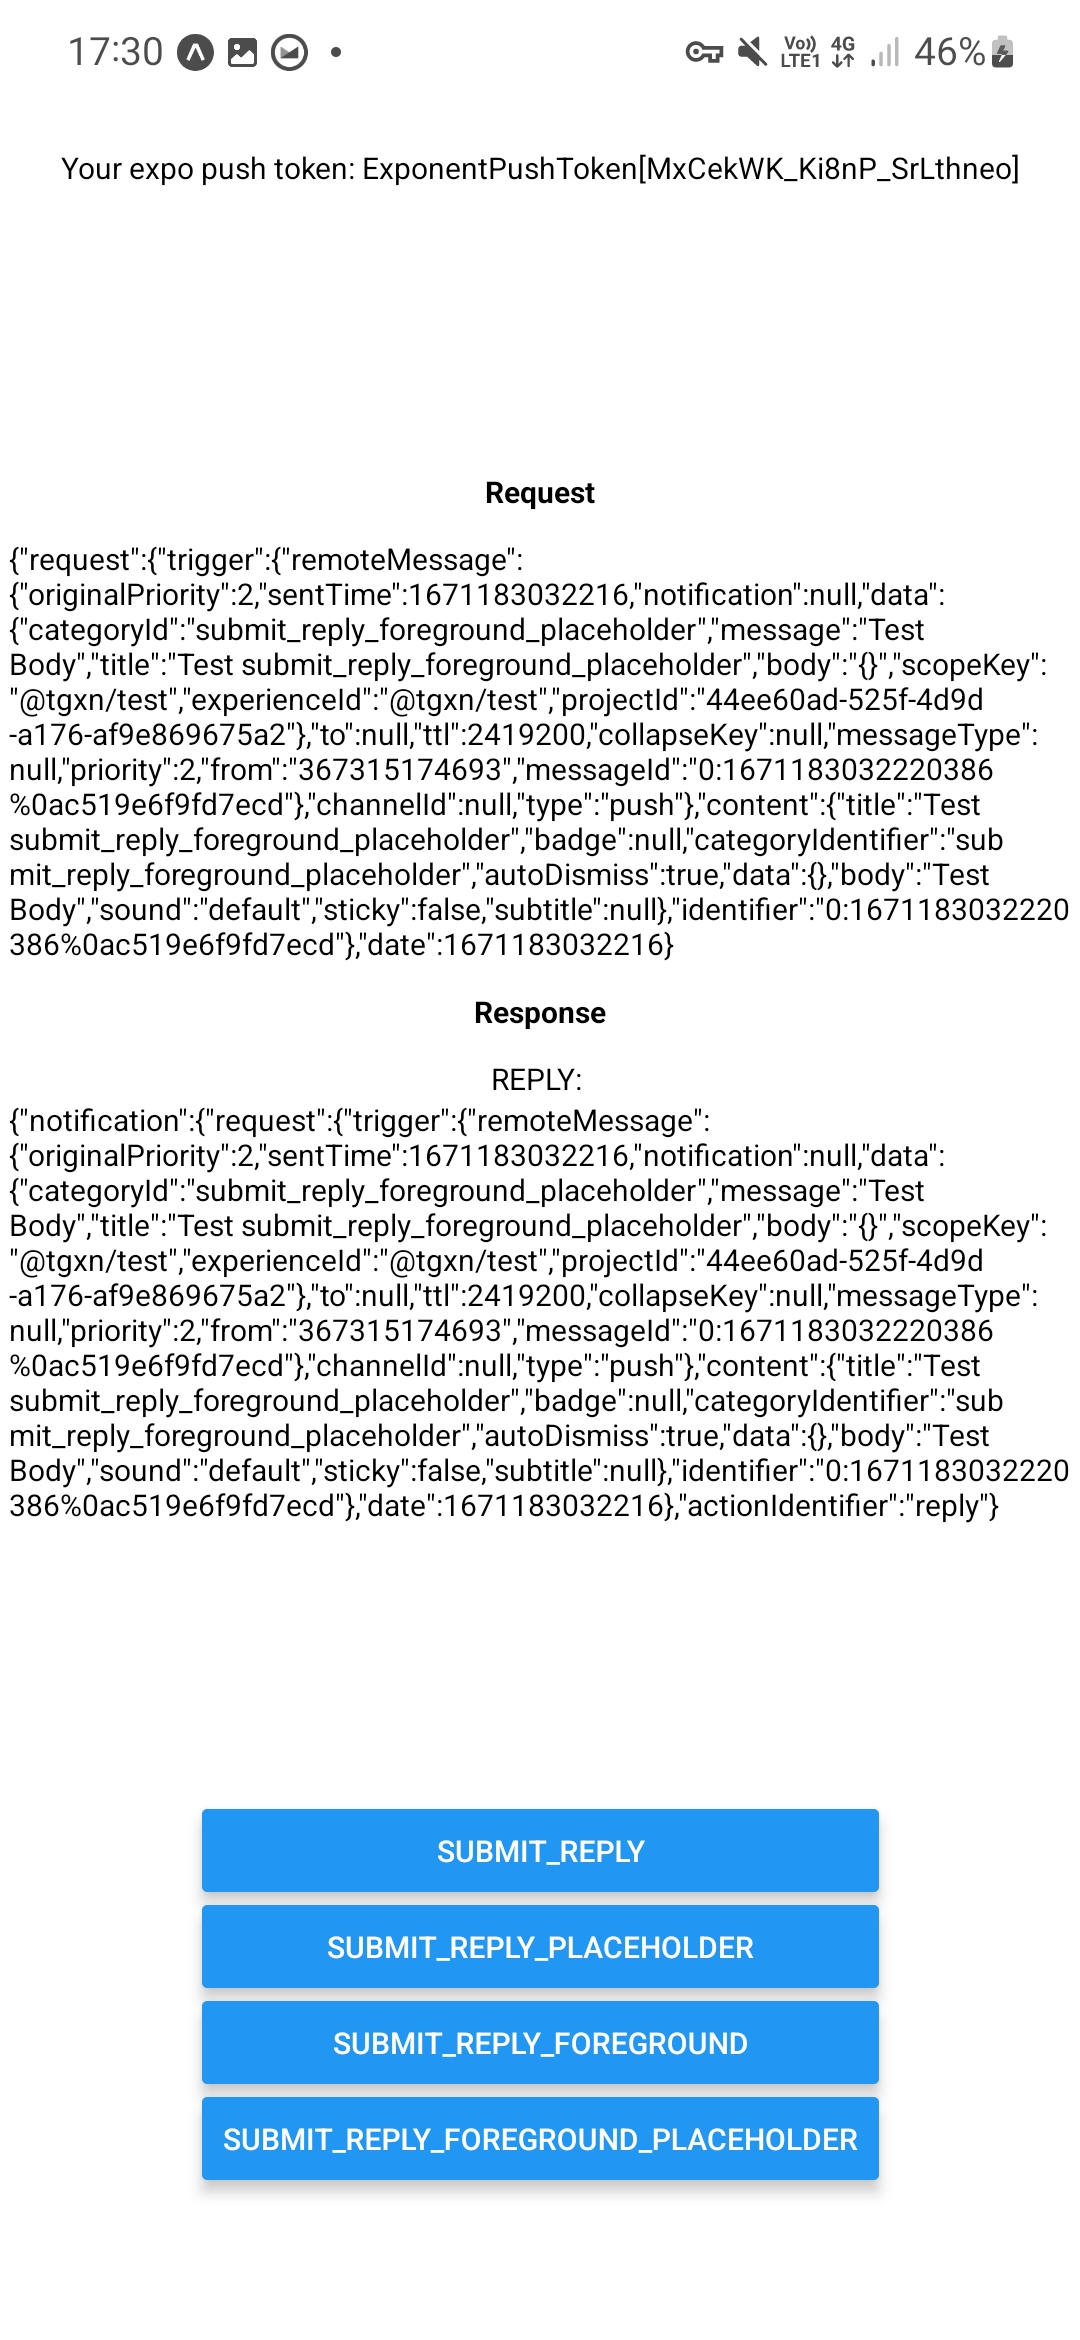 17:30
Vo)) LTE1 4G 46%
Your expo push token: ExponentPushToken[MxCekWK_Ki8nP_SrLthneo]
Request
{"request":{"trigger":{"remoteMessage":
{"originalPriority":2,"sentTime":1671183032216,"notification":null,"data":
{"categoryId":"submit_reply_foreground_placeholder","message":"Test
Body","title":"Test submit_reply_foreground_placeholder","body":"{}","scopeKey":
"@tgxn/test","experienceId":"@tgxn/test","projectId":"44ee60ad-525f-4d9d
-a176-af9e869675a2"},"to":null,"ttl":2419200,"collapseKey":null,"messageType":
null,"priority":2,"from":"367315174693","messageId":"0:1671183032220386
%0ac519e6f9fd7ecd"},"channelId":null,"type":"push"},"content":{"title":"Test
submit_reply_foreground_placeholder","badge":null,"categoryIdentifier":"sub
mit_reply_foreground_placeholder","autoDismiss":true,"data":{},"body":"Test
Body","sound":"default","sticky":false,"subtitle":null},"identifier":"0:1671183032220
386%0ac519e6f9fd7ecd"},"date":1671183032216}
Response
REPLY:
{"notification":{"request":{"trigger":{"remoteMessage":
{"originalPriority":2,"sentTime":1671183032216,"notification":null,"data":
{"categoryId":"submit_reply_foreground_placeholder","message":"Test
Body","title":"Test submit_reply_foreground_placeholder","body":"{}","scopeKey":
"@tgxn/test","experienceId":"@tgxn/test","projectId":"44ee60ad-525f-4d9d
-a176-af9e869675a2"},"to":null,"ttl":2419200,"collapseKey":null,"messageType":
null,"priority":2,"from":"367315174693","messageId":"0:1671183032220386
%0ac519e6f9fd7ecd"},"channelId":null,"type":"push"},"content":{"title":"Test
submit_reply_foreground_placeholder","badge":null,"categoryIdentifier":"sub
mit_reply_foreground_placeholder","autoDismiss":true,"data":{},"body":"Test
Body","sound":"default","sticky":false,"subtitle":null},"identifier":"0:1671183032220
386%0ac519e6f9fd7ecd"},"date":1671183032216},"actionIdentifier":"reply"}
SUBMIT_REPLY
SUBMIT_REPLY_PLACEHOLDER
SUBMIT_REPLY_FOREGROUND
SUBMIT_REPLY_FOREGROUND_PLACEHOLDER